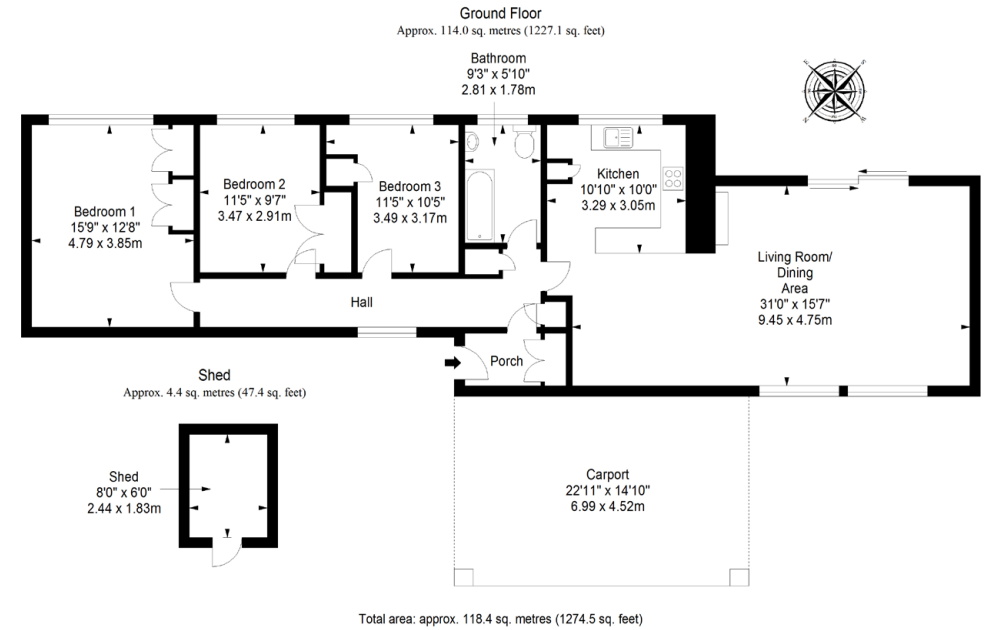 Ground Floor
Approx. 114.0 sq. metres (1227.1 sq. feet)
Bathroom
9'3" x 5'10"
2.81 x 1.78m
Kitchen
10'10" x 10'0"
3.29 x 3.05m
Bedroom 1
15'9" x 12'8"
4.79 x 3.85m
Bedroom 2
11'5" x 9'7"
3.47 x 2.91m
Bedroom 3
11'5" x 10'5"
3.49 x 3.17m
Living Room/
Dining
Area
31'0" x 15'7"
9.45 x 4.75m
Hall
Porch
Shed
Approx. 4.4 sq. metres (47.4 sq. feet)
Shed
8'0" x 6'0"
2.44 x 1.83m
Carport
22'11" x 14'10"
6.99 x 4.52m
Total area: approx. 118.4 sq. metres (1274.5 sq. feet)